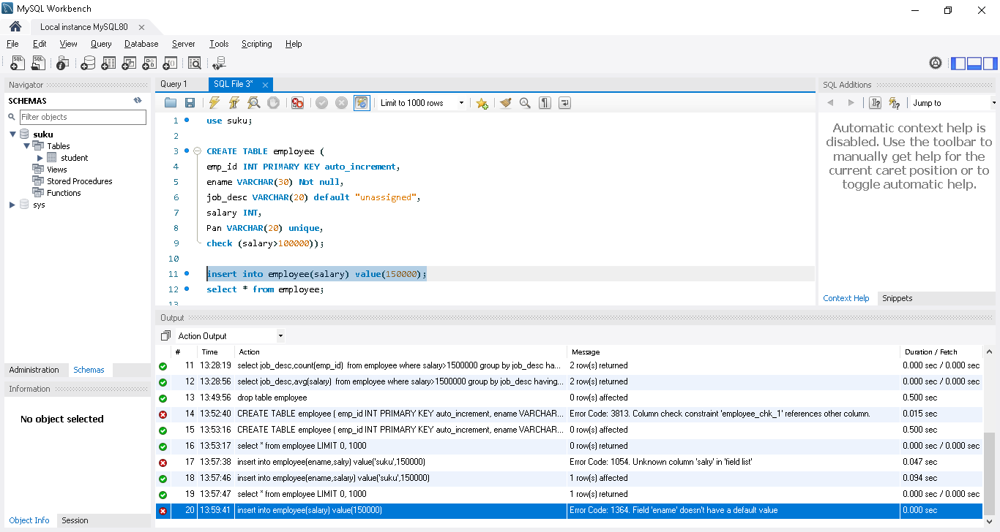 MySQL Workbench
Local instance MySQL80
File Edit View Query Database Server Tools Scripting Help
Navigator
SCHEMAS
Filter objects
suku
Tables
student
Views
Stored Procedures
Functions
sys
Administration Schemas
Information
No object selected
Object Info Session
Query 1 SQL File 3*
Limit to 1000 rows
1 use suku;
2
3 CREATE TABLE employee (
4 emp_id INT PRIMARY KEY auto_increment,
5 ename VARCHAR(30) Not null,
6 job_desc VARCHAR(20) default "unassigned",
7 salary INT,
8 Pan VARCHAR(20) unique,
9 check (salary>100000));
10
11 insert into employee(salary) value(150000);
12 select * from employee;
13
SQL Additions
Jump to
Automatic context help is
disabled. Use the toolbar to
manually get help for the
current caret position or to
toggle automatic help.
Context Help Snippets
Output
Action Output
# Time Action Message Duration / Fetch
11 13:28:19 select job_desc,count(emp_id) from employee where salary>1500000 group by job_desc ha... 2 row(s) returned 0.000 sec / 0.000 sec
12 13:28:56 select job_desc,avg(salary) from employee where salary>1500000 group by job_desc having... 2 row(s) returned 0.000 sec / 0.000 sec
13 13:49:56 drop table employee 0 row(s) affected 0.500 sec
14 13:52:40 CREATE TABLE employee ( emp_id INT PRIMARY KEY auto_increment, ename VARCHAR... Error Code: 3813. Column check constraint 'employee_chk_1' references other column. 0.015 sec
15 13:53:16 CREATE TABLE employee ( emp_id INT PRIMARY KEY auto_increment, ename VARCHAR... 0 row(s) affected 0.500 sec
16 13:53:17 select * from employee LIMIT 0, 1000 0 row(s) returned 0.000 sec / 0.000 sec
17 13:57:38 insert into employee(ename,salry) value('suku',150000) Error Code: 1054. Unknown column 'salry' in 'field list' 0.047 sec
18 13:57:46 insert into employee(ename,salary) value('suku',150000) 1 row(s) affected 0.094 sec
19 13:57:47 select * from employee LIMIT 0, 1000 1 row(s) returned 0.000 sec / 0.000 sec
20 13:59:41 insert into employee(salary) value(150000) Error Code: 1364. Field 'ename' doesn't have a default value 0.000 sec